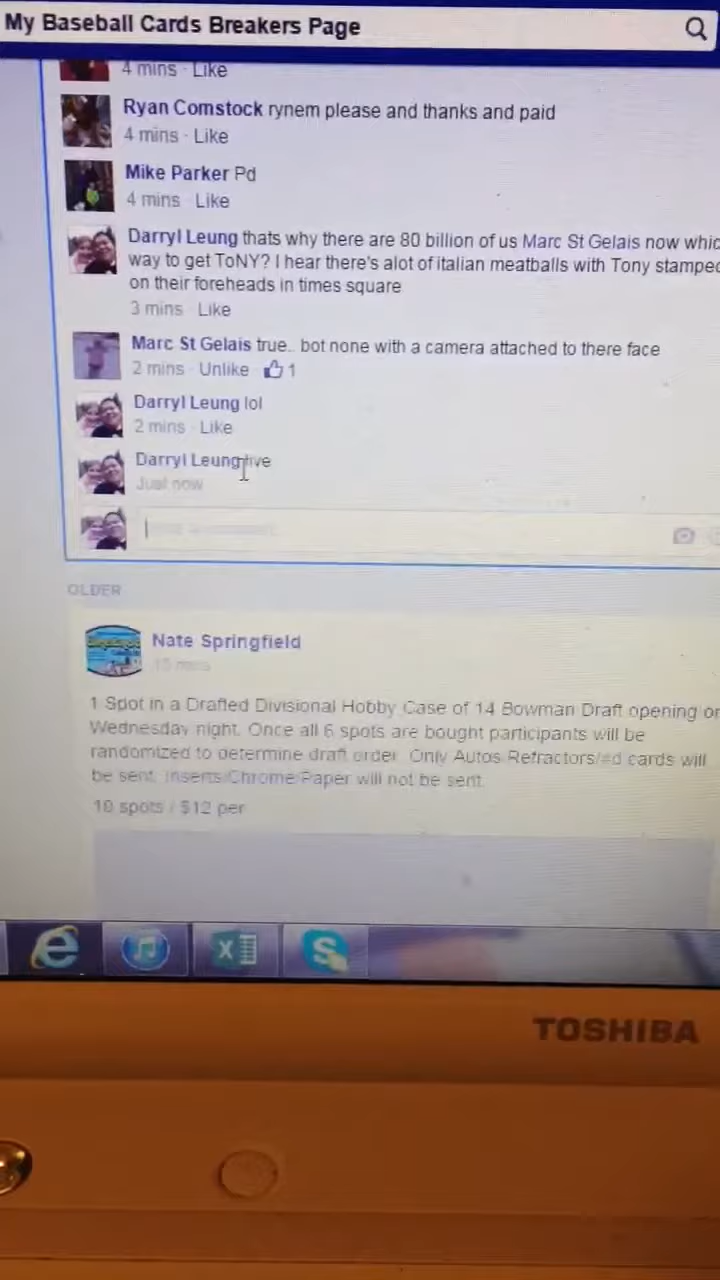 My Baseball Cards Breakers Page
4 mins · Like
Ryan Comstock rynem please and thanks and paid
4 mins · Like
Mike Parker Pd
4 mins · Like
Darryl Leung thats why there are 80 billion of us Marc St Gelais now whic
way to get ToNY? I hear there's alot of italian meatballs with Tony stamped
on their foreheads in times square
3 mins · Like
Marc St Gelais true.. bot none with a camera attached to there face
2 mins · Unlike · 1
Darryl Leung lol
2 mins · Like
Darryl Leung live
Just now
OLDER
Nate Springfield
15 mins
1 Spot in a Drafted Divisional Hobby Case of 14 Bowman Draft opening on
Wednesday night. Once all 6 spots are bought participants will be
randomized to determine draft order. Only Autos/Refractors/#d cards will
be sent. Inserts/Chrome/Paper will not be sent.
10 spots / $12 per
TOSHIBA